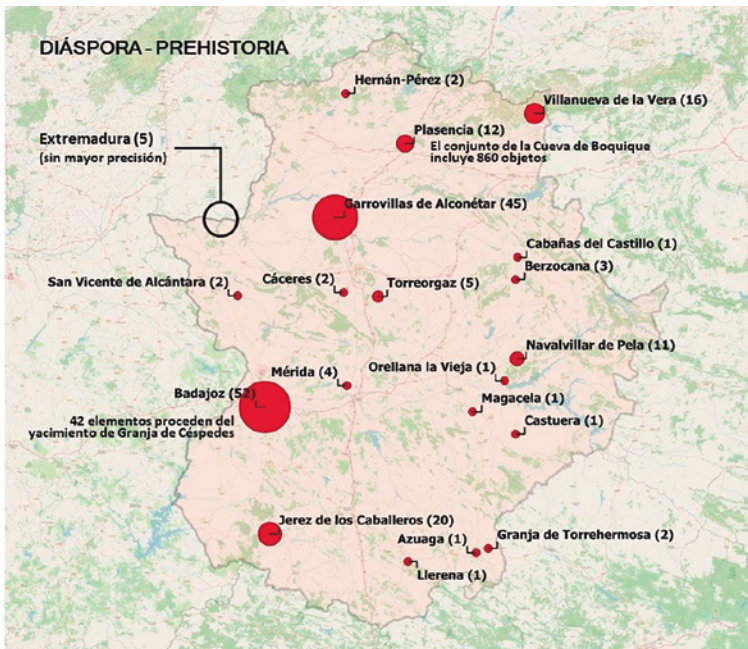 DIÁSPORA - PREHISTORIA
Hernán-Pérez (2)
Villanueva de la Vera (16)
Plasencia (12)
El conjunto de la Cueva de Boquique
incluye 860 objetos
Extremadura (5)
(sin mayor precisión)
Garrovillas de Alconétar (45)
Cabañas del Castillo (1)
Berzocana (3)
San Vicente de Alcántara (2)
Cáceres (2)
Torreorgaz (5)
Navalvillar de Pela (11)
Orellana la Vieja (1)
Mérida (4)
Badajoz (52)
Magacela (1)
42 elementos proceden del
yacimiento de Granja de Céspedes
Castuera (1)
Jerez de los Caballeros (20)
Azuaga (1)
Granja de Torrehermosa (2)
Llerena (1)